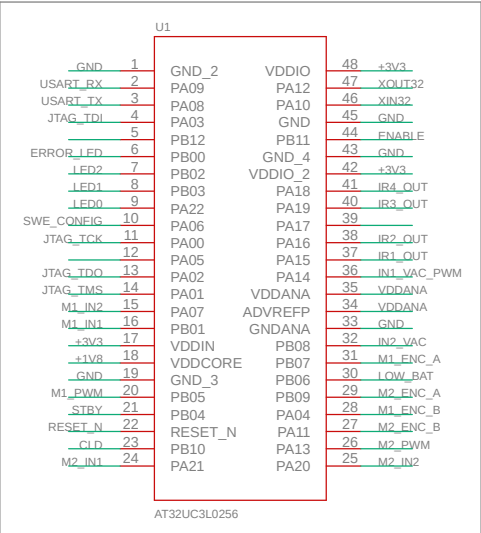 U1
GND 1 GND_2 VDDIO 48 +3V3
USART_RX 2 PA09 PA12 47 XOUT32
USART_TX 3 PA08 PA10 46 XIN32
JTAG_TDI 4 PA03 GND 45 GND
5 PB12 PB11 44 ENABLE
ERROR_LED 6 PB00 GND_4 43 GND
LED2 7 PB02 VDDIO_2 42 +3V3
LED1 8 PB03 PA18 41 IR4_OUT
LED0 9 PA22 PA19 40 IR3_OUT
SWE_CONFIG 10 PA06 PA17 39
JTAG_TCK 11 PA00 PA16 38 IR2_OUT
12 PA05 PA15 37 IR1_OUT
JTAG_TDO 13 PA02 PA14 36 IN1_VAC_PWM
JTAG_TMS 14 PA01 VDDANA 35 VDDANA
M1_IN2 15 PA07 ADVREFP 34 VDDANA
M1_IN1 16 PB01 GNDANA 33 GND
+3V3 17 VDDIN PB08 32 IN2_VAC
+1V8 18 VDDCORE PB07 31 M1_ENC_A
GND 19 GND_3 PB06 30 LOW_BAT
M1_PWM 20 PB05 PB09 29 M2_ENC_A
STBY 21 PB04 PA04 28 M1_ENC_B
RESET_N 22 RESET_N PA11 27 M2_ENC_B
CLD 23 PB10 PA13 26 M2_PWM
M2_IN1 24 PA21 PA20 25 M2_IN2
AT32UC3L0256